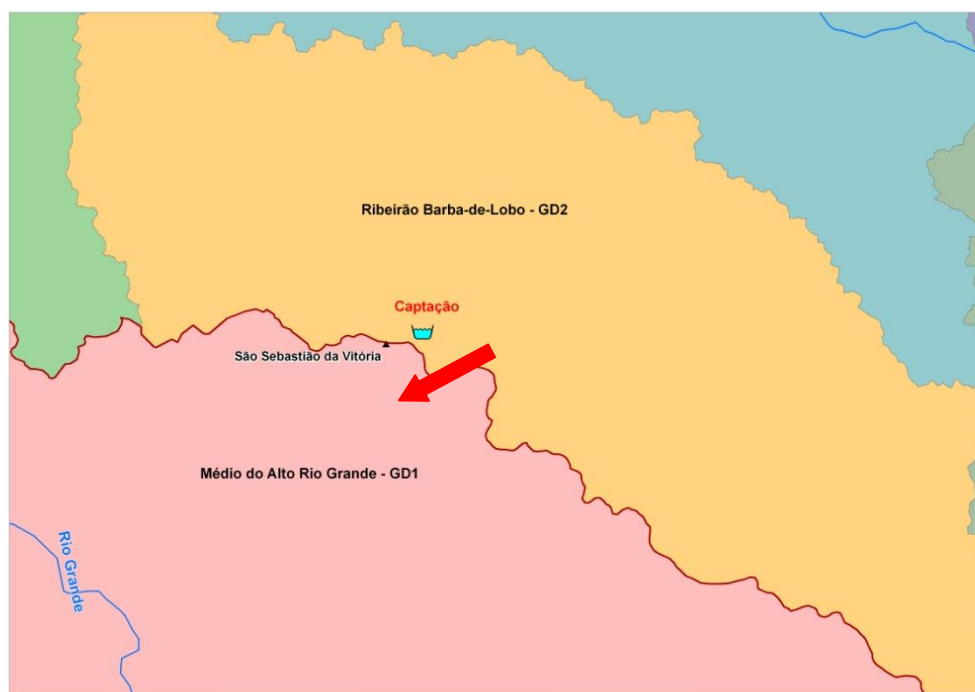 Ribeirão Barba-de-Lobo - GD2
Captação
São Sebastião da Vitória
Médio do Alto Rio Grande - GD1
Rio Grande